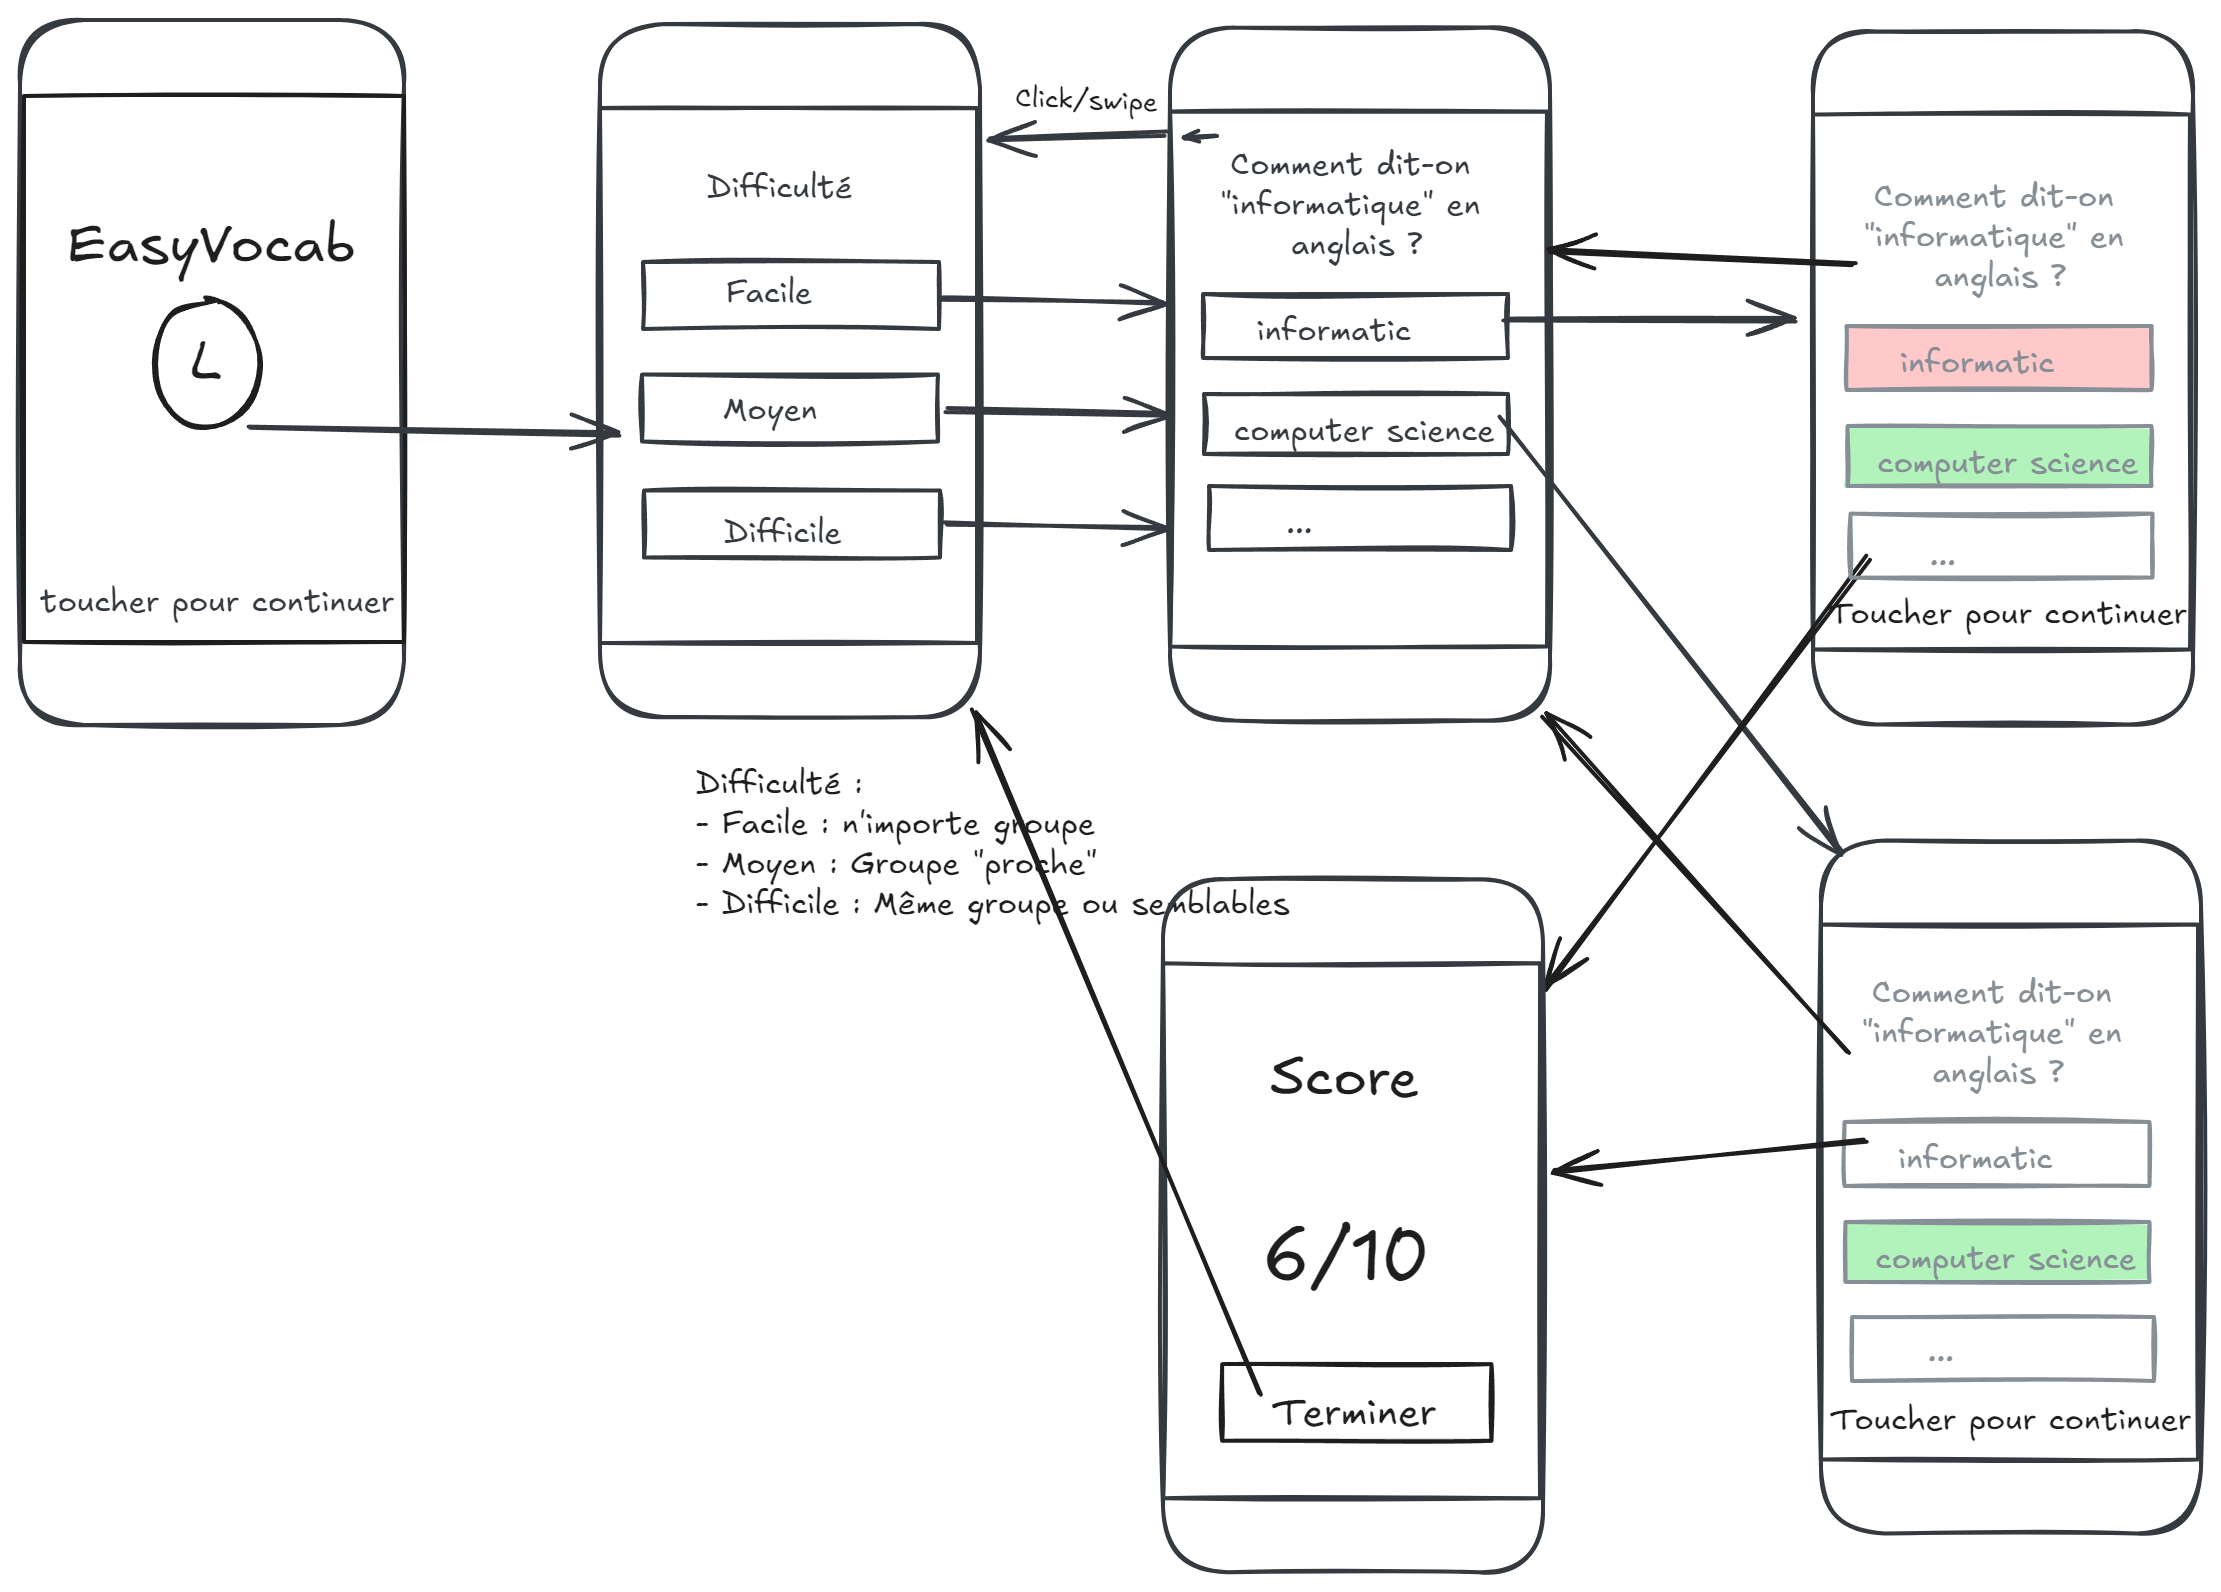 EasyVocab
L
toucher pour continuer
Difficulté
Facile
Moyen
Difficile
Click/swipe
Comment dit-on
"informatique" en
anglais ?
informatic
computer science
...
Comment dit-on
"informatique" en
anglais ?
informatic
computer science
...
Toucher pour continuer
Difficulté :
- Facile : n'importe groupe
- Moyen : Groupe "proche"
- Difficile : Même groupe ou semblables
Score
6/10
Terminer
Comment dit-on
"informatique" en
anglais ?
informatic
computer science
...
Toucher pour continuer